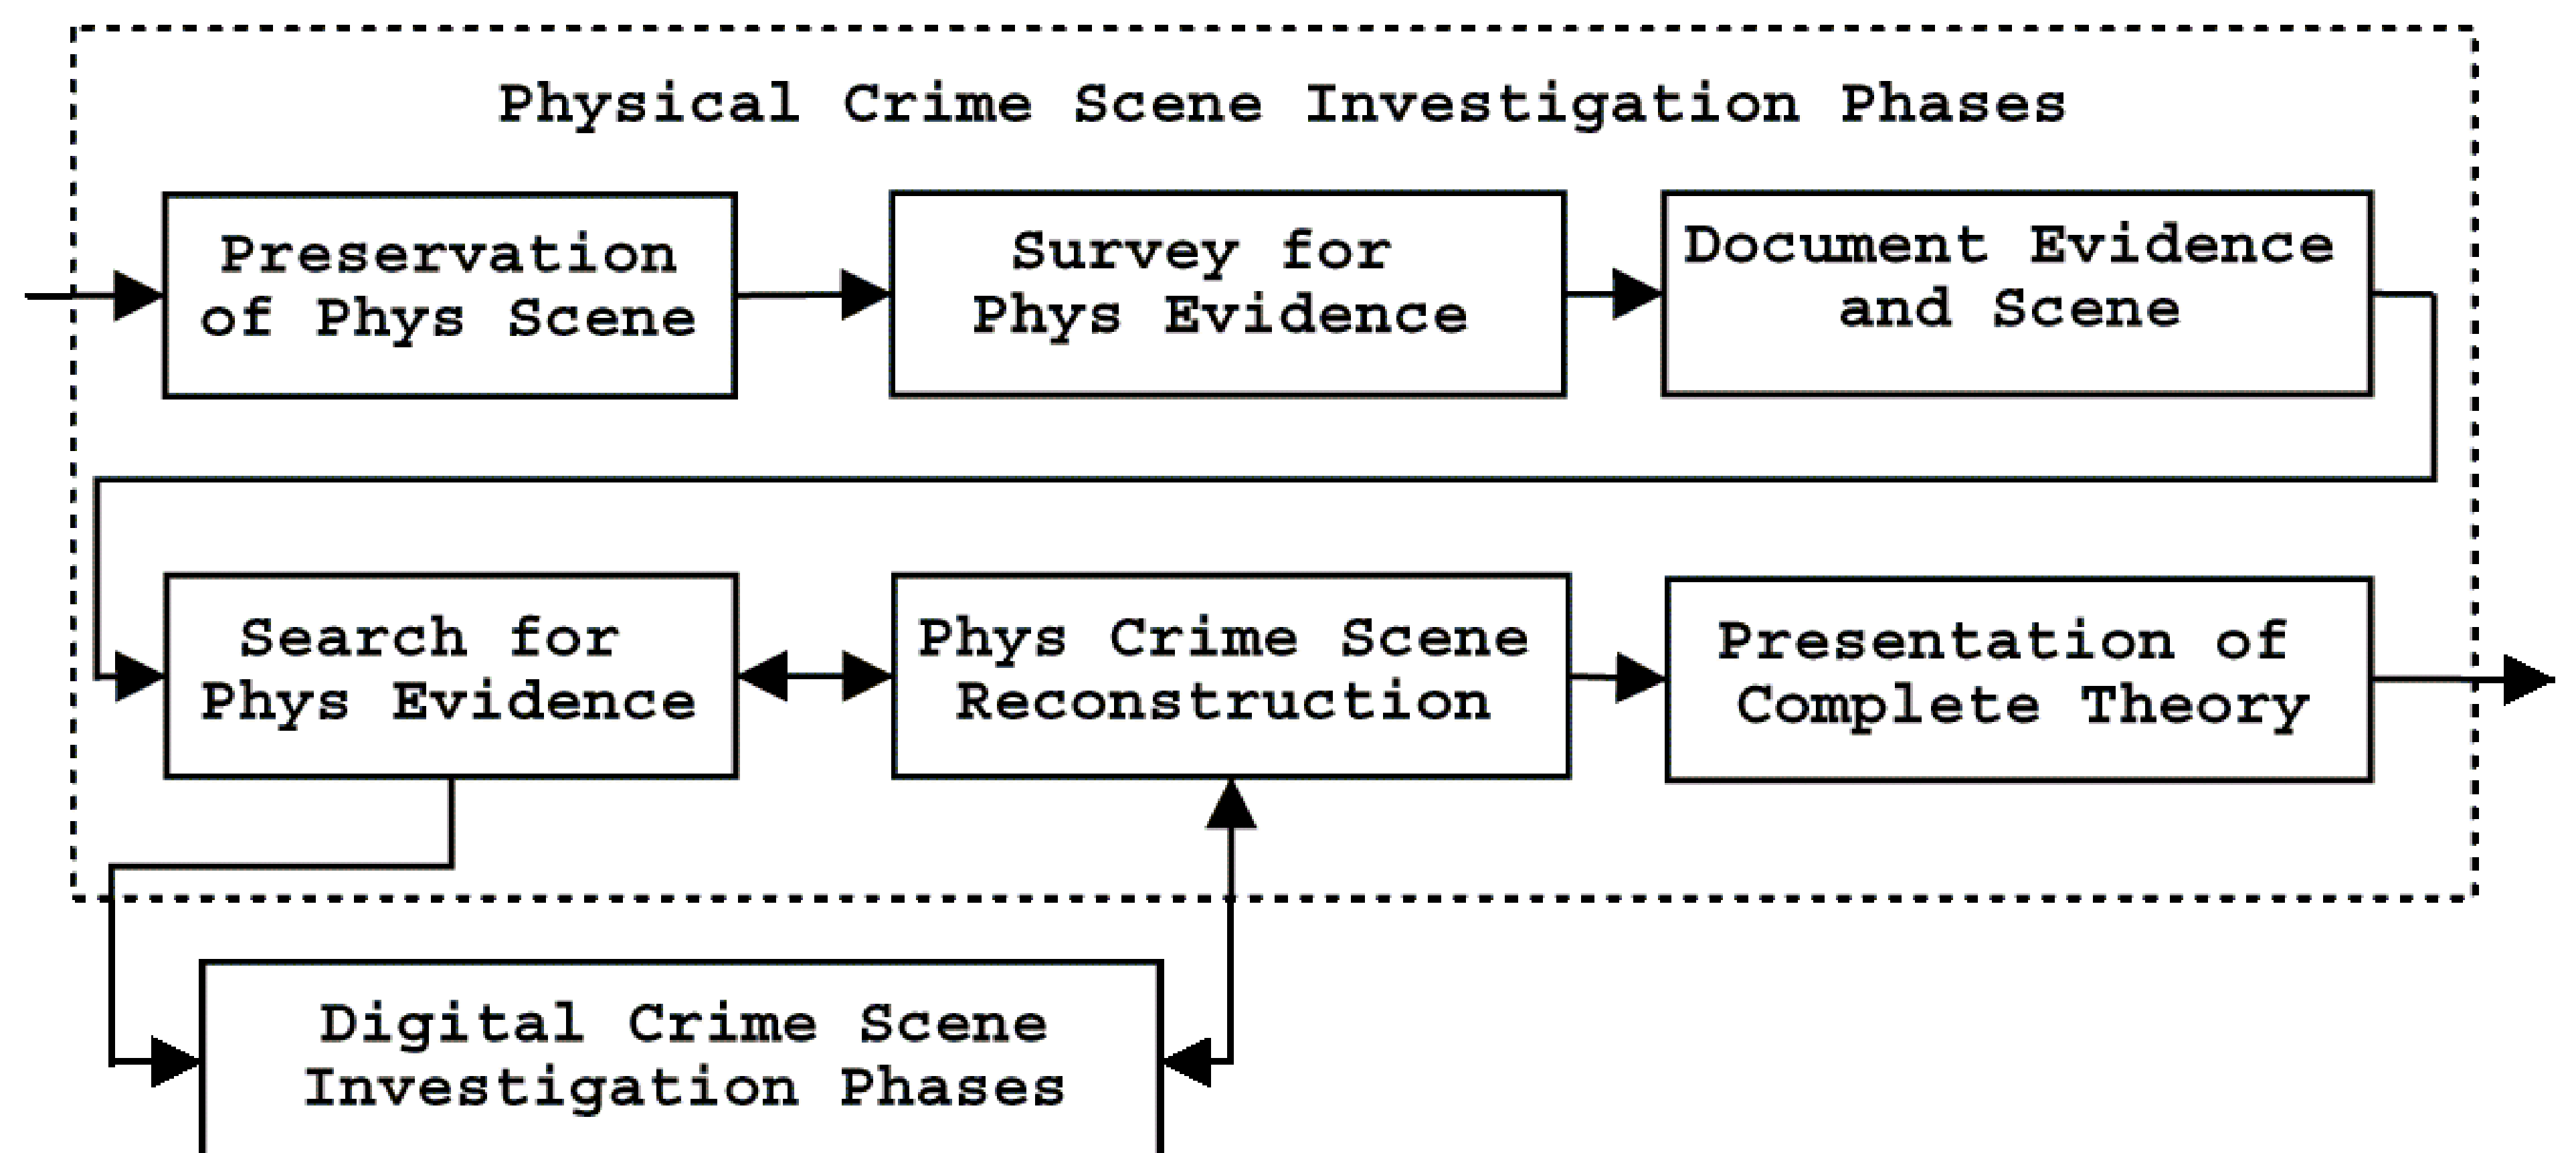 Physical Crime Scene Investigation Phases
Preservation
of Phys Scene
Survey for
Phys Evidence
Document Evidence
and Scene
Search for
Phys Evidence
Phys Crime Scene
Reconstruction
Presentation of
Complete Theory
Digital Crime Scene
Investigation Phases